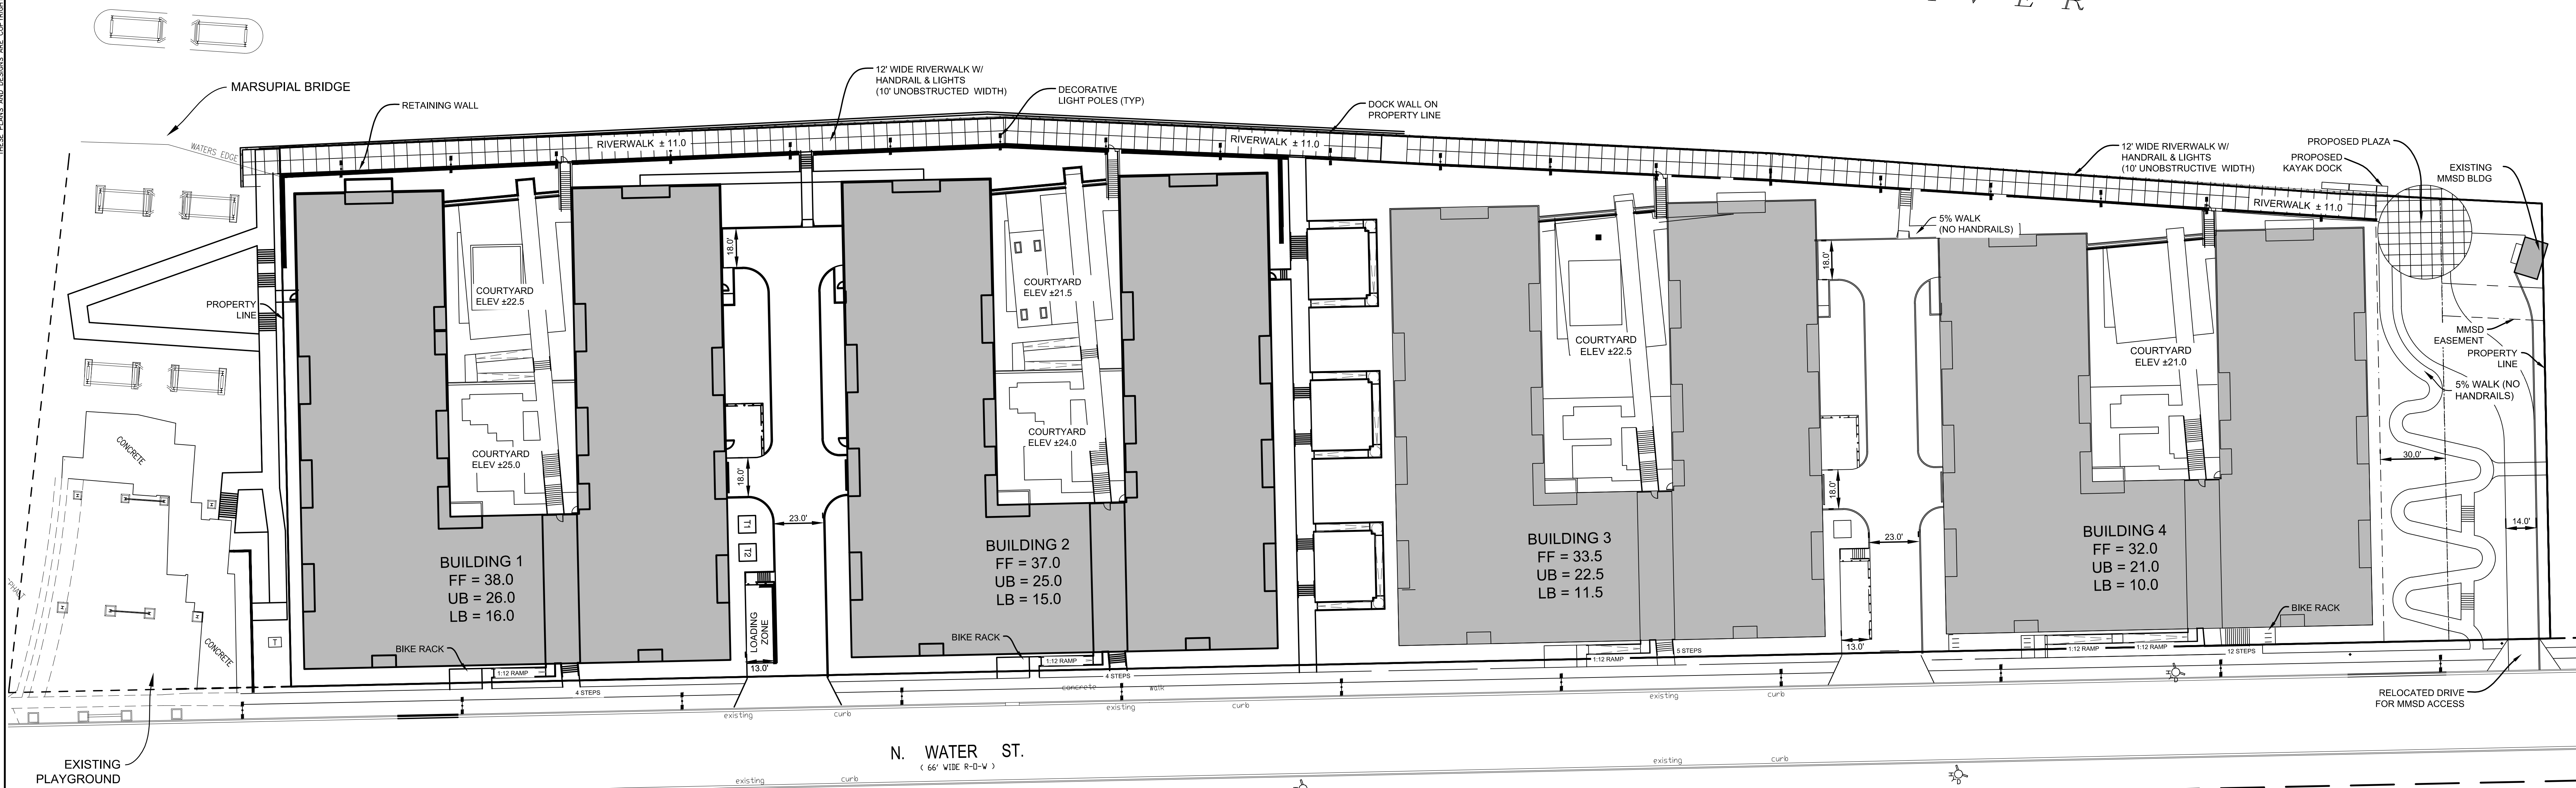 THESE PLANS AND DESIGNS ARE COPYRIGH
V E R
MARSUPIAL BRIDGE
RETAINING WALL
12' WIDE RIVERWALK W/
HANDRAIL & LIGHTS
(10' UNOBSTRUCTED WIDTH)
DECORATIVE
LIGHT POLES (TYP)
DOCK WALL ON
PROPERTY LINE
12' WIDE RIVERWALK W/
HANDRAIL & LIGHTS
(10' UNOBSTRUCTIVE WIDTH)
PROPOSED PLAZA
PROPOSED
KAYAK DOCK
EXISTING
MMSD BLDG
WATERS EDGE
RIVERWALK ± 11.0
RIVERWALK ± 11.0
RIVERWALK ± 11.0
5% WALK
(NO HANDRAILS)
18.0'
18.0'
COURTYARD
ELEV ±22.5
COURTYARD
ELEV ±21.5
COURTYARD
ELEV ±22.5
COURTYARD
ELEV ±21.0
PROPERTY
LINE
MMSD
EASEMENT
PROPERTY
LINE
5% WALK (NO
HANDRAILS)
COURTYARD
ELEV ±25.0
COURTYARD
ELEV ±24.0
CONCRETE
18.0'
18.0'
30.0'
14.0'
T1
T2
23.0'
23.0'
BUILDING 1
FF = 38.0
UB = 26.0
LB = 16.0
BUILDING 2
FF = 37.0
UB = 25.0
LB = 15.0
BUILDING 3
FF = 33.5
UB = 22.5
LB = 11.5
BUILDING 4
FF = 32.0
UB = 21.0
LB = 10.0
LOADING
ZONE
13.0'
13.0'
CONCRETE
T
BIKE RACK
BIKE RACK
BIKE RACK
1:12 RAMP
4 STEPS
1:12 RAMP
4 STEPS
1:12 RAMP
5 STEPS
1:12 RAMP
1:12 RAMP
12 STEPS
concrete walk
existing curb
existing curb
existing curb
RELOCATED DRIVE
FOR MMSD ACCESS
N. WATER ST.
( 66' WIDE R-O-W )
EXISTING
PLAYGROUND
existing curb
existing curb